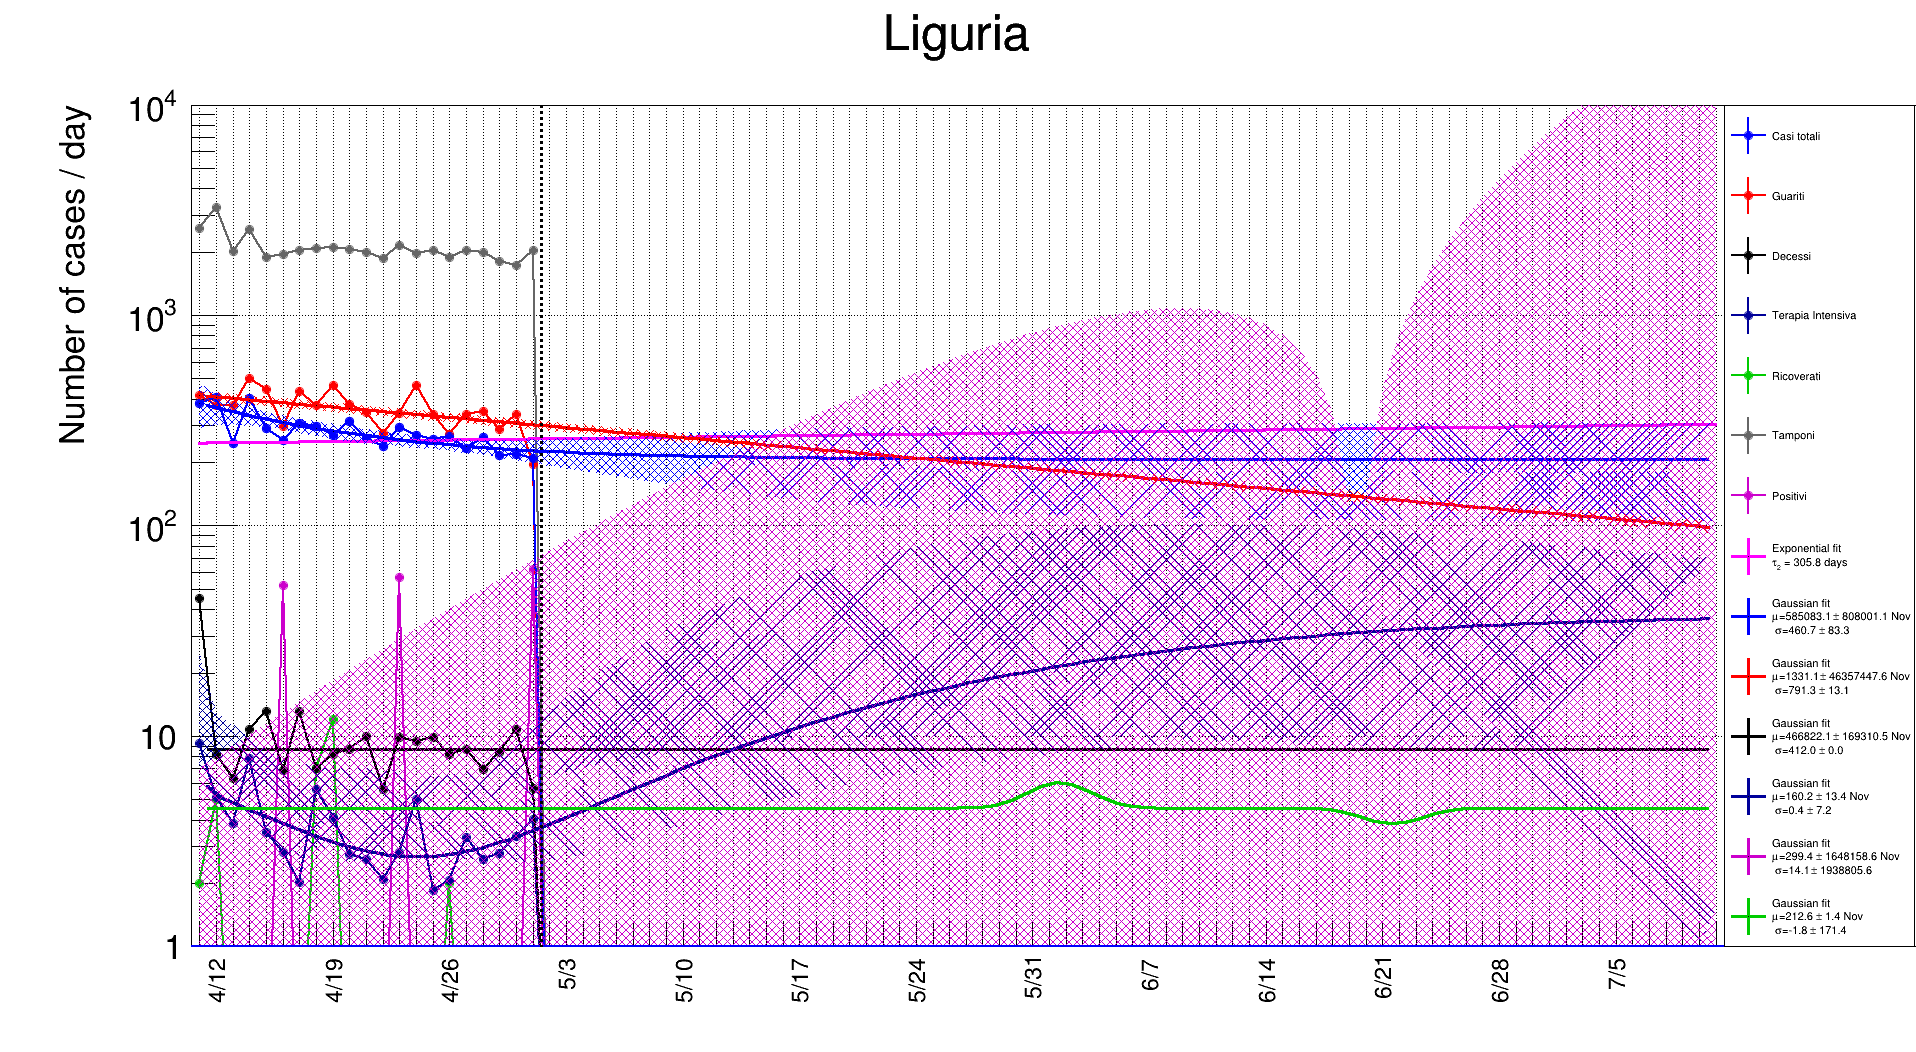 Liguria
Number of cases / day
10⁴
10³
10²
10
1
4/12
4/19
4/26
5/3
5/10
5/17
5/24
5/31
6/7
6/14
6/21
6/28
7/5
Casi totali
Guariti
Decessi
Terapia Intensiva
Ricoverati
Tamponi
Positivi
Exponential fit
τ₂ = 305.8 days
Gaussian fit
μ=585083.1± 808001.1 Nov
σ=460.7± 83.3
Gaussian fit
μ=1331.1± 46357447.6 Nov
σ=791.3± 13.1
Gaussian fit
μ=466822.1± 169310.5 Nov
σ=412.0± 0.0
Gaussian fit
μ=160.2± 13.4 Nov
σ=0.4± 7.2
Gaussian fit
μ=299.4± 1648158.6 Nov
σ=14.1± 1938805.6
Gaussian fit
μ=212.6± 1.4 Nov
σ=-1.8± 171.4